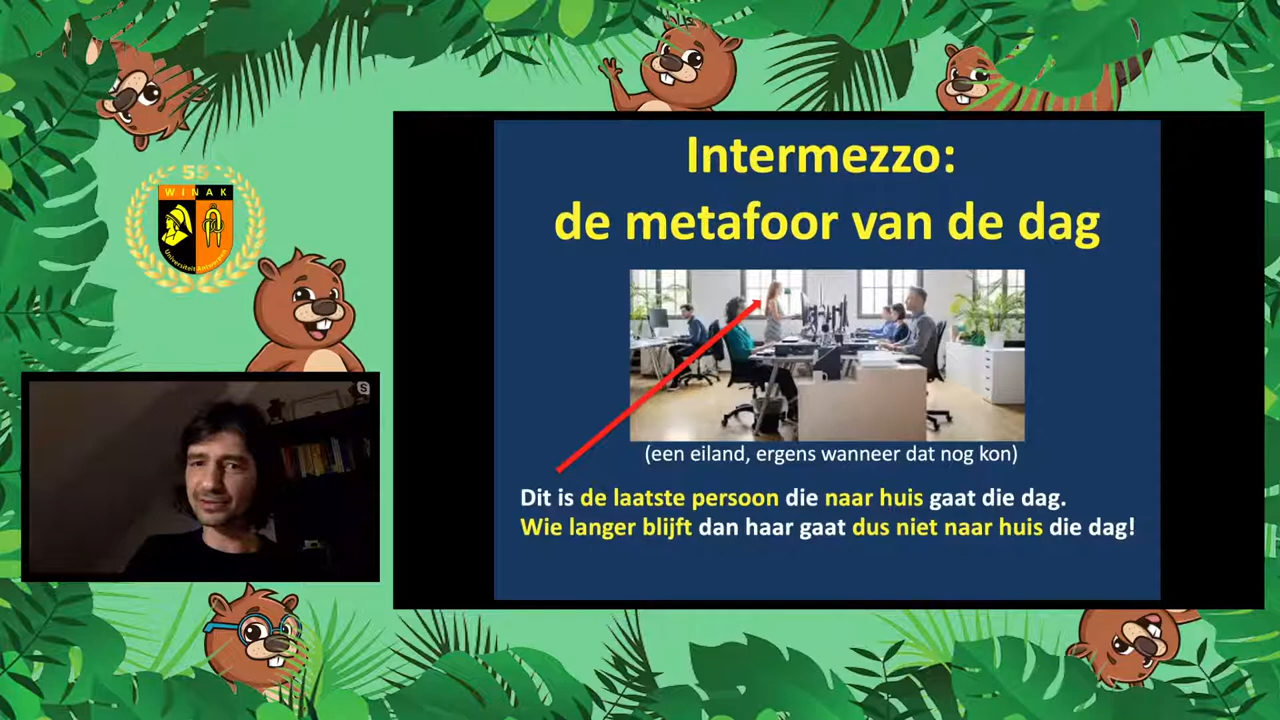 55
WINAK
Universiteit Antwerpen
Intermezzo:
de metafoor van de dag
(een eiland, ergens wanneer dat nog kon)
Dit is de laatste persoon die naar huis gaat die dag.
Wie langer blijft dan haar gaat dus niet naar huis die dag!